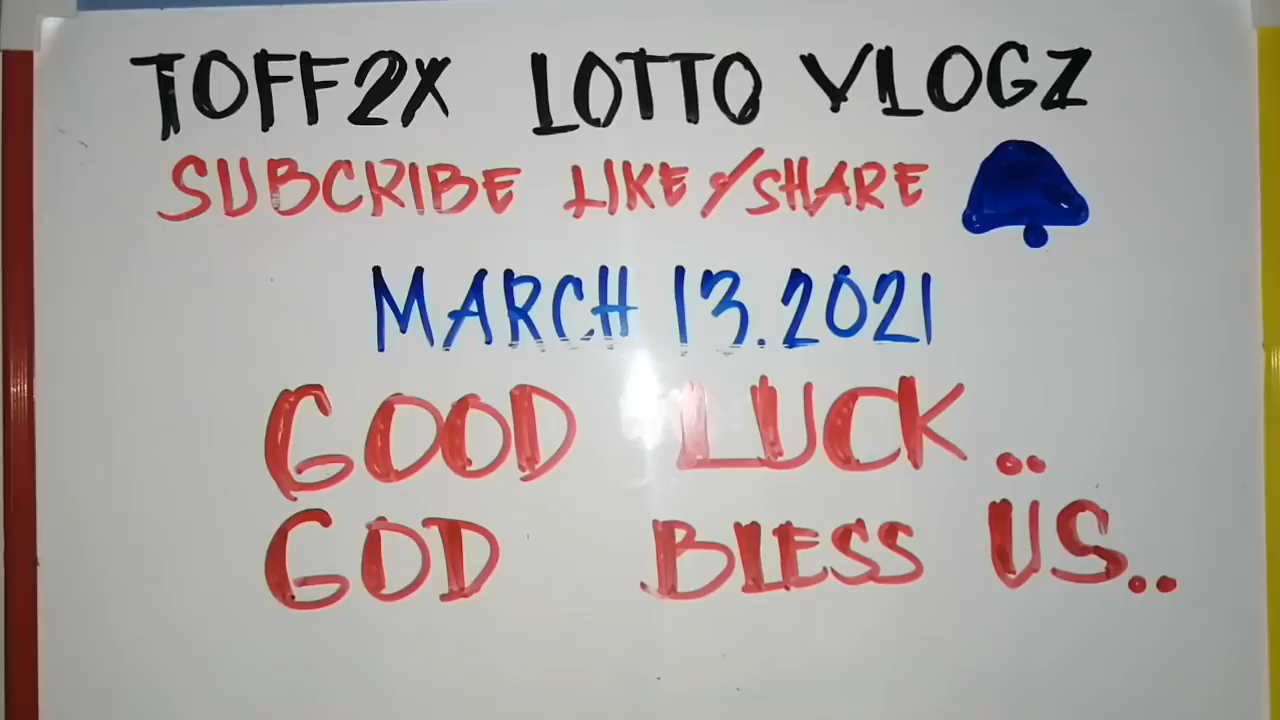 TOFF2X LOTTO VLOGZ
SUBCRIBE LIKE/SHARE
MARCH 13.2021
GOOD LUCK..
GOD BLESS US..